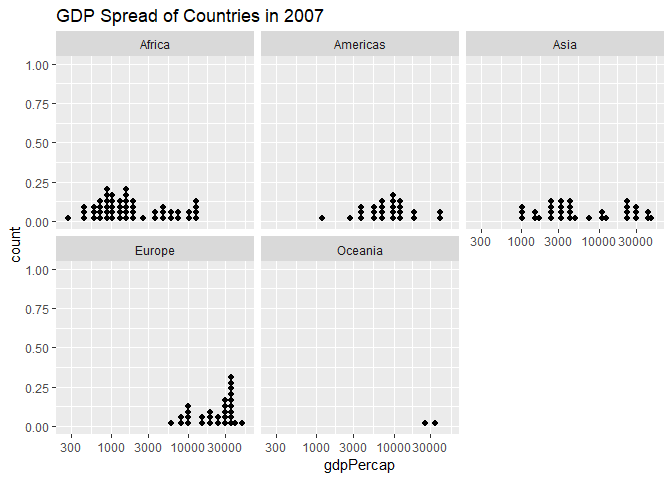 GDP Spread of Countries in 2007
Africa Americas Asia
1.00
0.75
0.50
0.25
0.00
300 1000 3000 10000 30000
Europe Oceania
1.00
0.75
0.50
0.25
0.00
300 1000 3000 10000 30000 300 1000 3000 10000 30000
count
gdpPercap